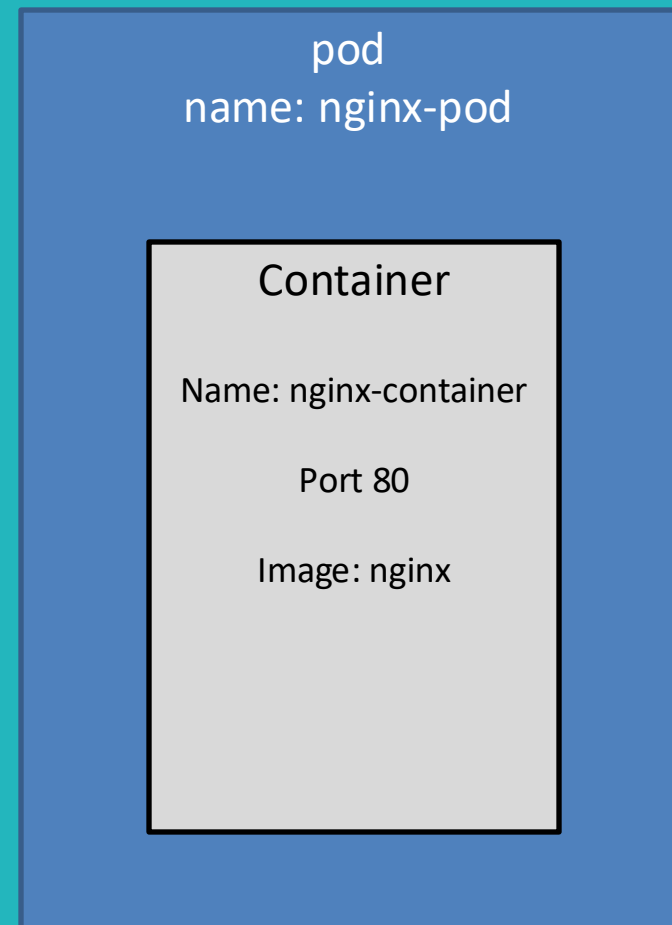 pod
name: nginx-pod
Container
Name: nginx-container
Port 80
Image: nginx